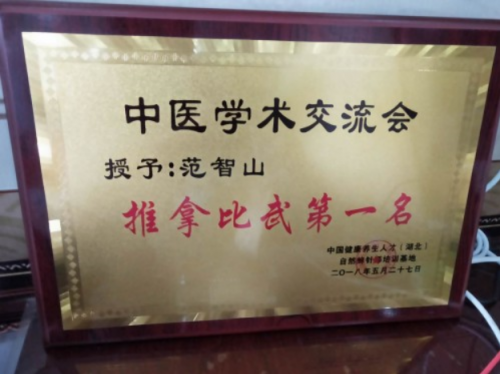 中医学术交流会
授予:范智山
推拿比武第一名
中国健康养生人才(湖北)
自然
培训基地
二〇一八年五月二十七日